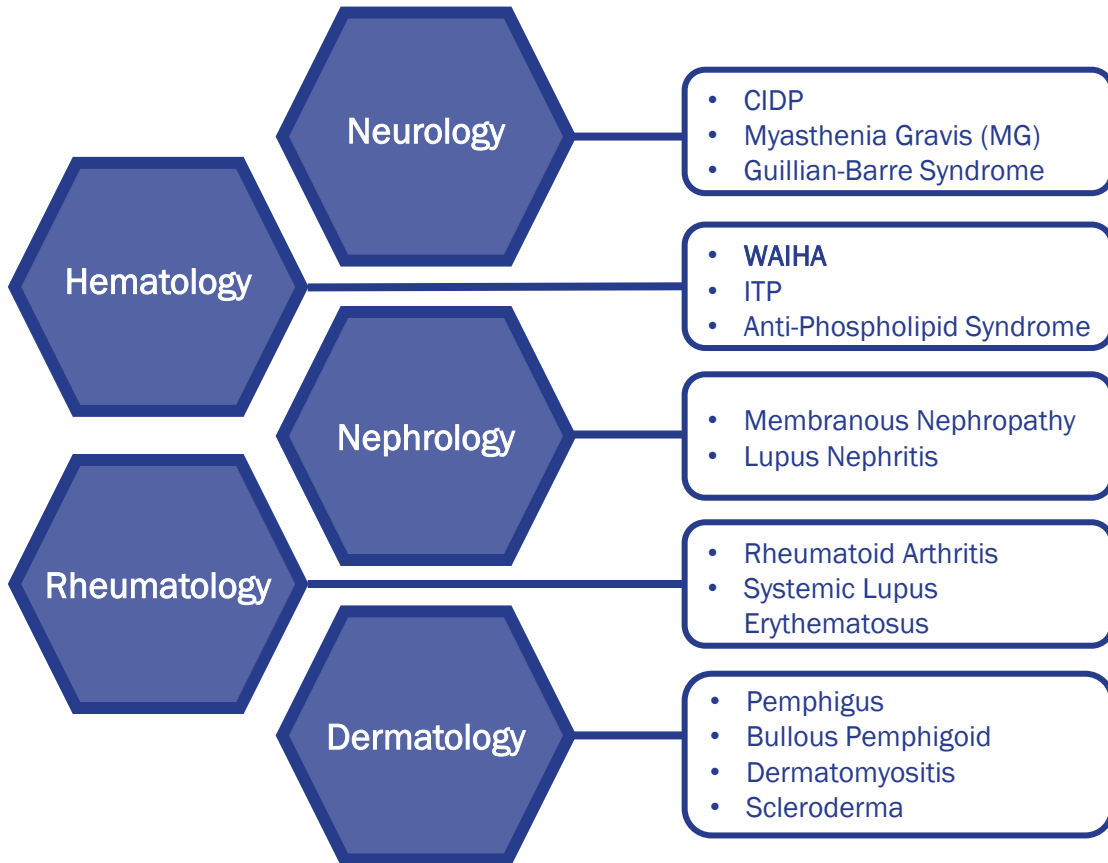 Neurology
• CIDP
• Myasthenia Gravis (MG)
• Guillian-Barre Syndrome
Hematology
• WAIHA
• ITP
• Anti-Phospholipid Syndrome
Nephrology
• Membranous Nephropathy
• Lupus Nephritis
Rheumatology
• Rheumatoid Arthritis
• Systemic Lupus
Erythematosus
Dermatology
• Pemphigus
• Bullous Pemphigoid
• Dermatomyositis
• Scleroderma